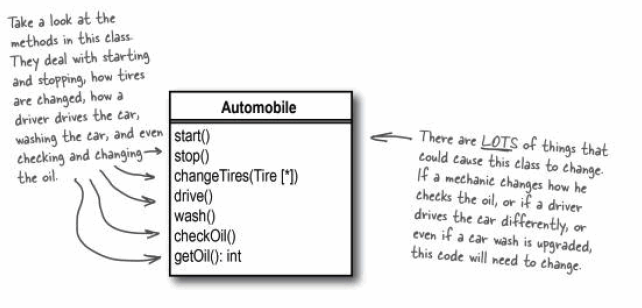 Take a look at the
methods in this class.
They deal with starting
and stopping, how tires
are changed, how a
driver drives the car,
washing the car, and even
checking and changing
the oil.
Automobile
start()
stop()
changeTires(Tire [*])
drive()
wash()
checkOil()
getOil(): int
There are LOTS of things that
could cause this class to change.
If a mechanic changes how he
checks the oil, or if a driver
drives the car differently, or
even if a car wash is upgraded,
this code will need to change.